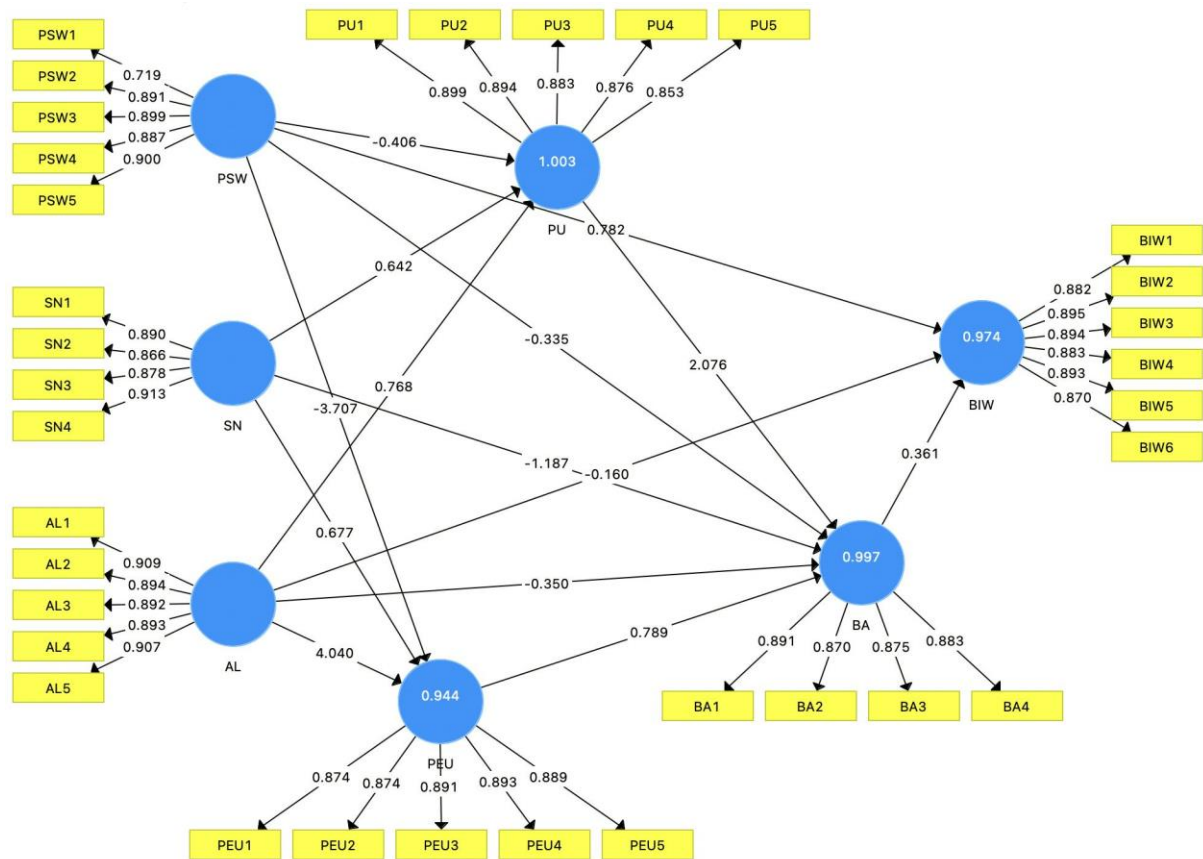 PSW1
PSW2
PSW3
PSW4
PSW5
0.719
0.891
0.899
0.887
0.900
PSW
PU1
PU2
PU3
PU4
PU5
0.899
0.894
0.883
0.876
0.853
1.003
PU
-0.406
0.782
0.642
-0.335
0.768
-3.707
2.076
SN1
SN2
SN3
SN4
0.890
0.866
0.878
0.913
SN
-1.187
-0.160
0.677
BIW1
BIW2
BIW3
BIW4
BIW5
BIW6
0.882
0.895
0.894
0.883
0.893
0.870
0.974
BIW
0.361
AL1
AL2
AL3
AL4
AL5
0.909
0.894
0.892
0.893
0.907
AL
-0.350
4.040
0.789
0.997
BA
0.891
0.870
0.875
0.883
BA1
BA2
BA3
BA4
0.944
PEU
0.874
0.874
0.891
0.893
0.889
PEU1
PEU2
PEU3
PEU4
PEU5